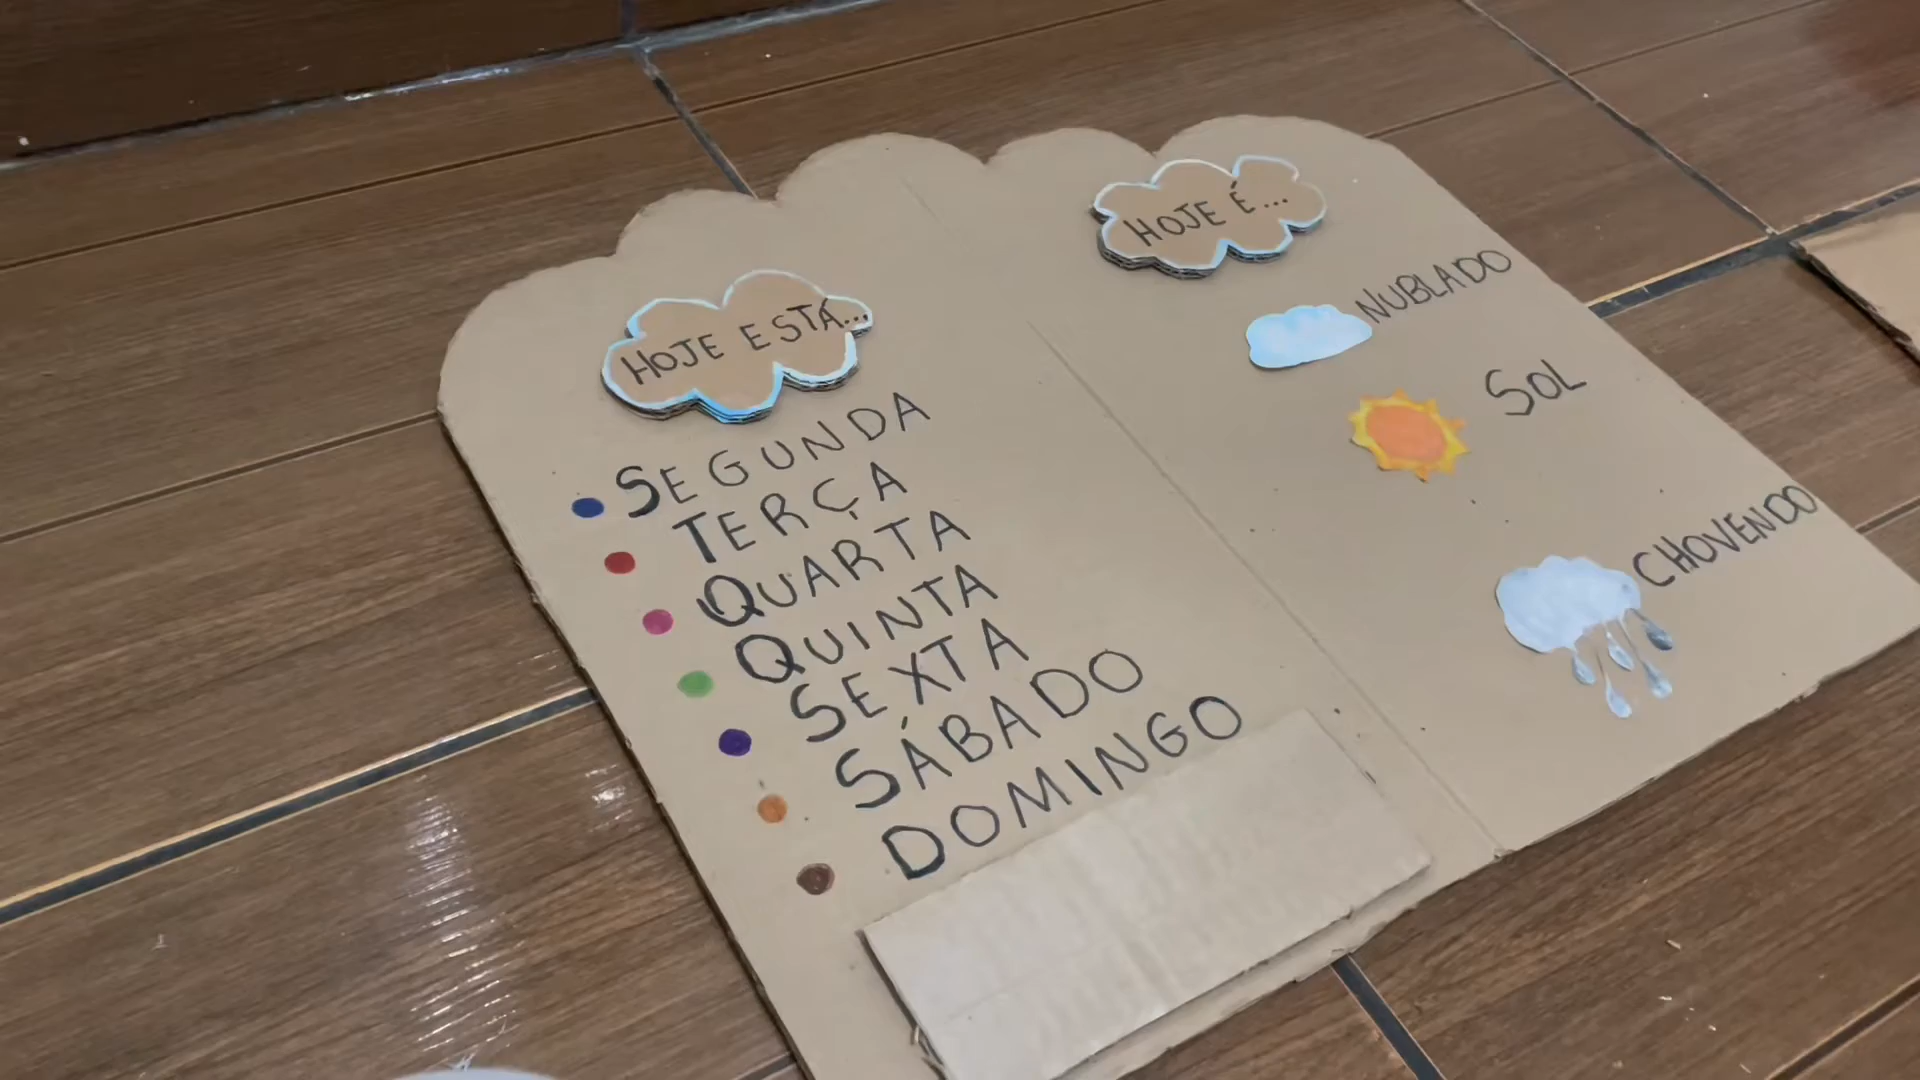 HOJE ESTÁ...
SEGUNDA
TERÇA
QUARTA
QUINTA
SEXTA
SÁBADO
DOMINGO
HOJE É...
NUBLADO
SOL
CHOVENDO